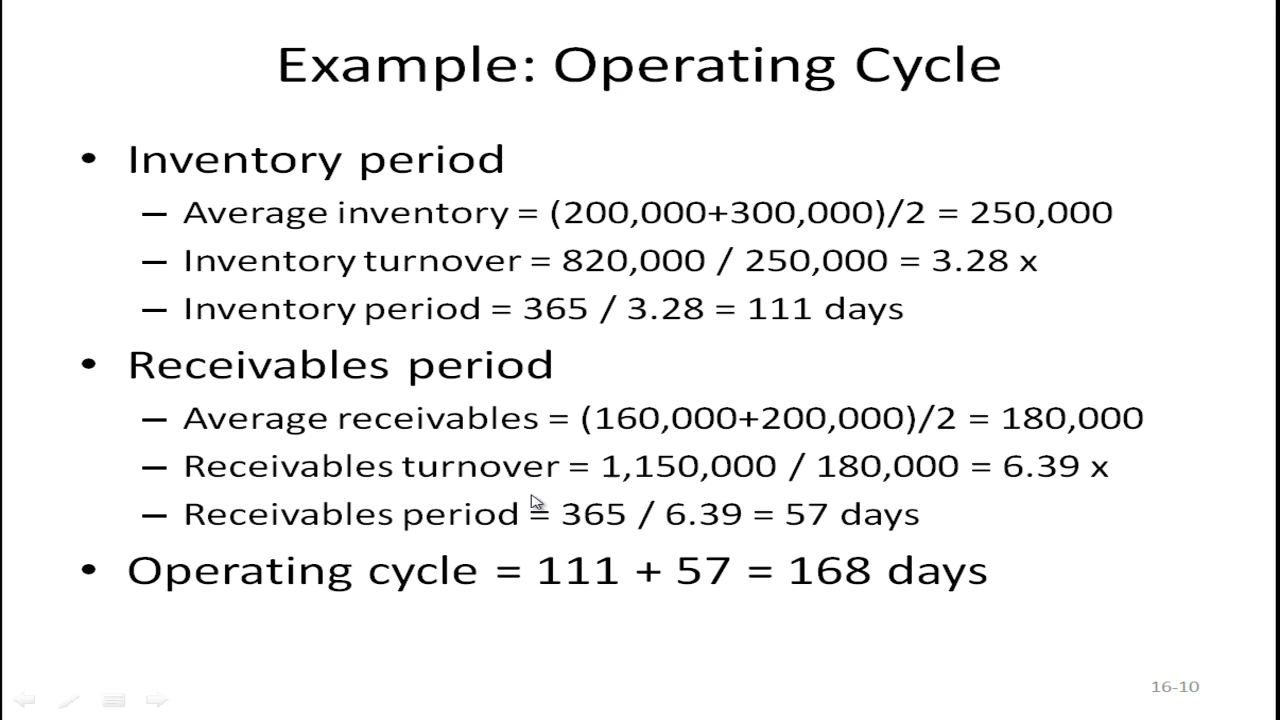 Example: Operating Cycle
• Inventory period
– Average inventory = (200,000+300,000)/2 = 250,000
– Inventory turnover = 820,000 / 250,000 = 3.28 x
– Inventory period = 365 / 3.28 = 111 days
• Receivables period
– Average receivables = (160,000+200,000)/2 = 180,000
– Receivables turnover = 1,150,000 / 180,000 = 6.39 x
– Receivables period = 365 / 6.39 = 57 days
• Operating cycle = 111 + 57 = 168 days
16-10